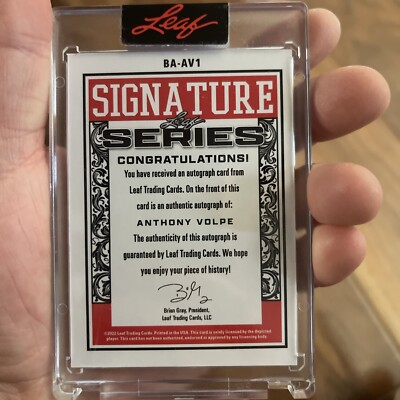 Leaf
BA-AV1
SIGNATURE
Leaf
SERIES
CONGRATULATIONS!
You have received an autograph card from
Leaf Trading Cards. On the front of this
card is an authentic autograph of:
ANTHONY VOLPE
The authenticity of this autograph is
guaranteed by Leaf Trading Cards. We hope
you enjoy your piece of history!
Brian Gray, President,
Leaf Trading Cards, LLC
©2022 Leaf Trading Cards. Printed in the USA. This card is solely licensed by the depicted
player. This card has not been authorized, endorsed or approved by any licensing body.